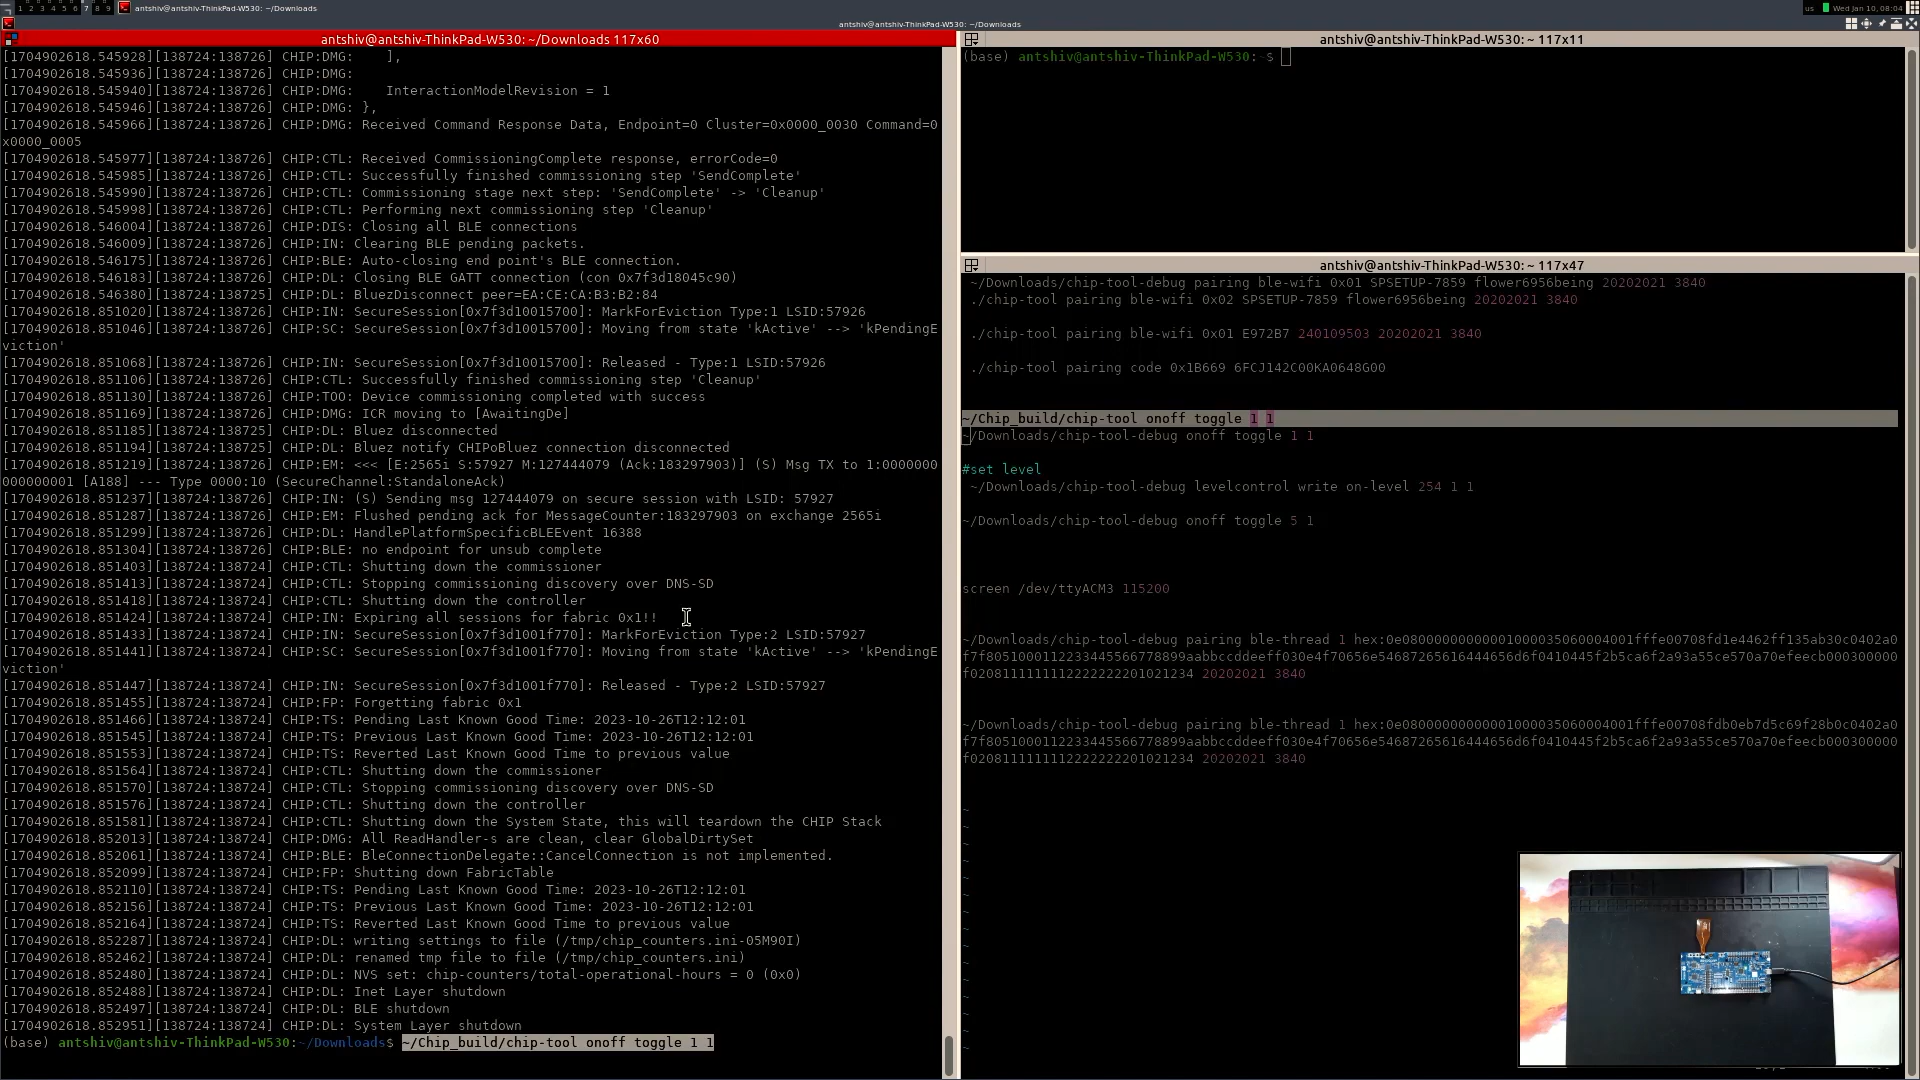 1 2 3 4 5 6 7 8 9 antshiv@antshiv-ThinkPad-W530: ~/Downloads
us Wed Jan 10, 08:04
antshiv@antshiv-ThinkPad-W530: ~/Downloads
antshiv@antshiv-ThinkPad-W530: ~/Downloads 117x60
[1704902618.545928][138724:138726] CHIP:DMG: ],
[1704902618.545936][138724:138726] CHIP:DMG:
[1704902618.545940][138724:138726] CHIP:DMG: InteractionModelRevision = 1
[1704902618.545946][138724:138726] CHIP:DMG: },
[1704902618.545966][138724:138726] CHIP:DMG: Received Command Response Data, Endpoint=0 Cluster=0x0000_0030 Command=0
x0000_0005
[1704902618.545977][138724:138726] CHIP:CTL: Received CommissioningComplete response, errorCode=0
[1704902618.545985][138724:138726] CHIP:CTL: Successfully finished commissioning step 'SendComplete'
[1704902618.545990][138724:138726] CHIP:CTL: Commissioning stage next step: 'SendComplete' -> 'Cleanup'
[1704902618.545998][138724:138726] CHIP:CTL: Performing next commissioning step 'Cleanup'
[1704902618.546004][138724:138726] CHIP:DIS: Closing all BLE connections
[1704902618.546009][138724:138726] CHIP:IN: Clearing BLE pending packets.
[1704902618.546175][138724:138726] CHIP:BLE: Auto-closing end point's BLE connection.
[1704902618.546183][138724:138726] CHIP:DL: Closing BLE GATT connection (con 0x7f3d18045c90)
[1704902618.546380][138724:138725] CHIP:DL: BluezDisconnect peer=EA:CE:CA:B3:B2:84
[1704902618.851020][138724:138726] CHIP:IN: SecureSession[0x7f3d10015700]: MarkForEviction Type:1 LSID:57926
[1704902618.851046][138724:138726] CHIP:SC: SecureSession[0x7f3d10015700]: Moving from state 'kActive' --> 'kPendingE
viction'
[1704902618.851068][138724:138726] CHIP:IN: SecureSession[0x7f3d10015700]: Released - Type:1 LSID:57926
[1704902618.851106][138724:138726] CHIP:CTL: Successfully finished commissioning step 'Cleanup'
[1704902618.851130][138724:138726] CHIP:TOO: Device commissioning completed with success
[1704902618.851169][138724:138726] CHIP:DMG: ICR moving to [AwaitingDe]
[1704902618.851185][138724:138725] CHIP:DL: Bluez disconnected
[1704902618.851194][138724:138725] CHIP:DL: Bluez notify CHIPoBluez connection disconnected
[1704902618.851219][138724:138726] CHIP:EM: <<< [E:2565i S:57927 M:127444079 (Ack:183297903)] (S) Msg TX to 1:0000000
000000001 [A188] --- Type 0000:10 (SecureChannel:StandaloneAck)
[1704902618.851237][138724:138726] CHIP:IN: (S) Sending msg 127444079 on secure session with LSID: 57927
[1704902618.851287][138724:138726] CHIP:EM: Flushed pending ack for MessageCounter:183297903 on exchange 2565i
[1704902618.851299][138724:138726] CHIP:DL: HandlePlatformSpecificBLEEvent 16388
[1704902618.851304][138724:138726] CHIP:BLE: no endpoint for unsub complete
[1704902618.851403][138724:138726] CHIP:CTL: Shutting down the commissioner
[1704902618.851413][138724:138726] CHIP:CTL: Stopping commissioning discovery over DNS-SD
[1704902618.851418][138724:138726] CHIP:CTL: Shutting down the controller
[1704902618.851424][138724:138726] CHIP:IN: Expiring all sessions for fabric 0x1!!
[1704902618.851433][138724:138726] CHIP:IN: SecureSession[0x7f3d1001f770]: MarkForEviction Type:2 LSID:57927
[1704902618.851441][138724:138726] CHIP:SC: SecureSession[0x7f3d1001f770]: Moving from state 'kActive' --> 'kPendingE
viction'
[1704902618.851447][138724:138724] CHIP:IN: SecureSession[0x7f3d1001f770]: Released - Type:2 LSID:57927
[1704902618.851455][138724:138724] CHIP:FP: Forgetting fabric 0x1
[1704902618.851466][138724:138724] CHIP:TS: Pending Last Known Good Time: 2023-10-26T12:12:01
[1704902618.851545][138724:138724] CHIP:TS: Previous Last Known Good Time: 2023-10-26T12:12:01
[1704902618.851553][138724:138724] CHIP:TS: Reverted Last Known Good Time to previous value
[1704902618.851564][138724:138724] CHIP:CTL: Shutting down the commissioner
[1704902618.851570][138724:138724] CHIP:CTL: Stopping commissioning discovery over DNS-SD
[1704902618.851576][138724:138724] CHIP:CTL: Shutting down the controller
[1704902618.851581][138724:138724] CHIP:CTL: Shutting down the System State, this will teardown the CHIP Stack
[1704902618.852013][138724:138724] CHIP:DMG: All ReadHandler-s are clean, clear GlobalDirtySet
[1704902618.852061][138724:138724] CHIP:BLE: BleConnectionDelegate::CancelConnection is not implemented.
[1704902618.852099][138724:138724] CHIP:FP: Shutting down FabricTable
[1704902618.852110][138724:138724] CHIP:TS: Pending Last Known Good Time: 2023-10-26T12:12:01
[1704902618.852156][138724:138724] CHIP:TS: Previous Last Known Good Time: 2023-10-26T12:12:01
[1704902618.852164][138724:138724] CHIP:TS: Reverted Last Known Good Time to previous value
[1704902618.852287][138724:138724] CHIP:DL: writing settings to file (/tmp/chip_counters.ini-05M90I)
[1704902618.852462][138724:138724] CHIP:DL: renamed tmp file to file (/tmp/chip_counters.ini)
[1704902618.852480][138724:138724] CHIP:DL: NVS set: chip-counters/total-operational-hours = 0 (0x0)
[1704902618.852488][138724:138724] CHIP:DL: Inet Layer shutdown
[1704902618.852497][138724:138724] CHIP:DL: BLE shutdown
[1704902618.852951][138724:138724] CHIP:DL: System Layer shutdown
(base) antshiv@antshiv-ThinkPad-W530:~/Downloads$ ~/Chip_build/chip-tool onoff toggle 1 1
antshiv@antshiv-ThinkPad-W530: ~ 117x11
(base) antshiv@antshiv-ThinkPad-W530: $
antshiv@antshiv-ThinkPad-W530: ~ 117x47
~/Downloads/chip-tool-debug pairing ble-wifi 0x01 SPSETUP-7859 flower6956being 20202021 3840
./chip-tool pairing ble-wifi 0x02 SPSETUP-7859 flower6956being 20202021 3840
./chip-tool pairing ble-wifi 0x01 E972B7 240109503 20202021 3840
./chip-tool pairing code 0x1B669 6FCJ142C00KA0648G00
~/Chip_build/chip-tool onoff toggle 1 1
~/Downloads/chip-tool-debug onoff toggle 1 1
#set level
~/Downloads/chip-tool-debug levelcontrol write on-level 254 1 1
~/Downloads/chip-tool-debug onoff toggle 5 1
screen /dev/ttyACM3 115200
~/Downloads/chip-tool-debug pairing ble-thread 1 hex:0e08000000000001000035060004001fffe00708fd1e4462ff135ab30c0402a0
f7f8051000112233445566778899aabbccddeeff030e4f70656e54687265616444656d6f0410445f2b5ca6f2a93a55ce570a70efeecb000300000
f0208111111112222222201021234 20202021 3840
~/Downloads/chip-tool-debug pairing ble-thread 1 hex:0e08000000000001000035060004001fffe00708fdb0eb7d5c69f28b0c0402a0
f7f8051000112233445566778899aabbccddeeff030e4f70656e54687265616444656d6f0410445f2b5ca6f2a93a55ce570a70efeecb000300000
f0208111111112222222201021234 20202021 3840